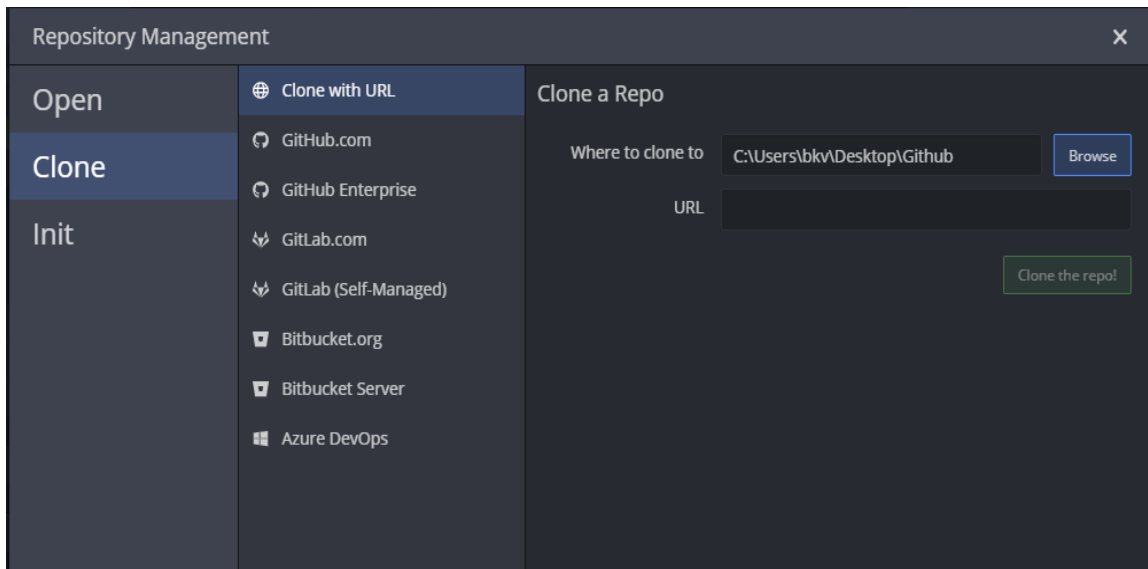 Repository Management
Open
Clone
Init
Clone with URL
GitHub.com
GitHub Enterprise
GitLab.com
GitLab (Self-Managed)
Bitbucket.org
Bitbucket Server
Azure DevOps
Clone a Repo
Where to clone to C:\Users\bkv\Desktop\Github Browse
URL
Clone the repo!